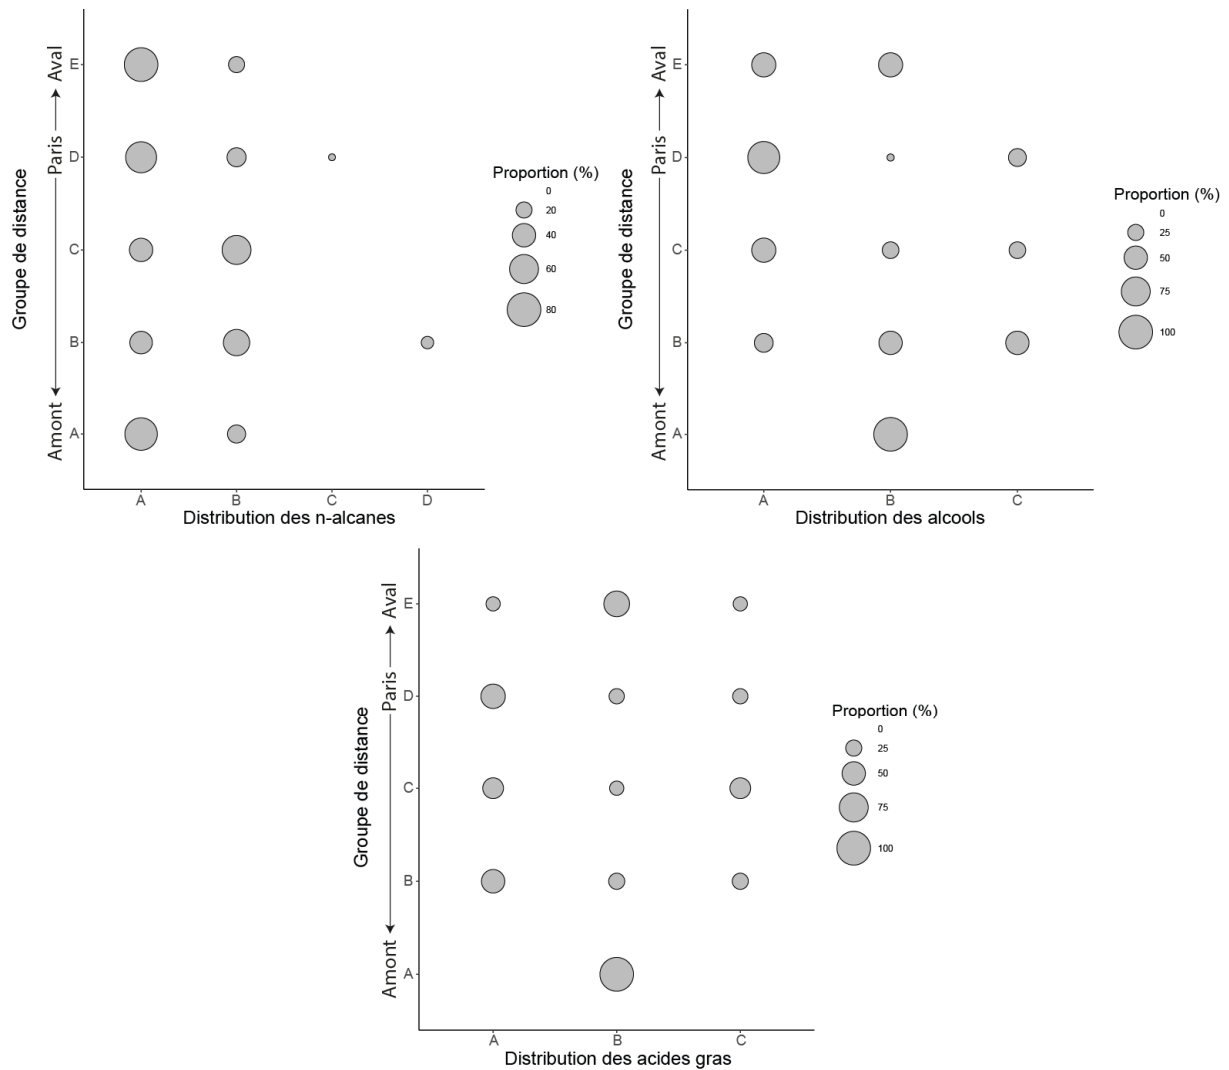 Groupe de distance
Amont
Paris
Aval
E
D
C
B
A
A B C D
Distribution des n-alcanes
Proportion (%)
0
20
40
60
80
Groupe de distance
Amont
Paris
Aval
E
D
C
B
A
A B C
Distribution des alcools
Proportion (%)
0
25
50
75
100
Groupe de distance
Amont
Paris
Aval
E
D
C
B
A
A B C
Distribution des acides gras
Proportion (%)
0
25
50
75
100